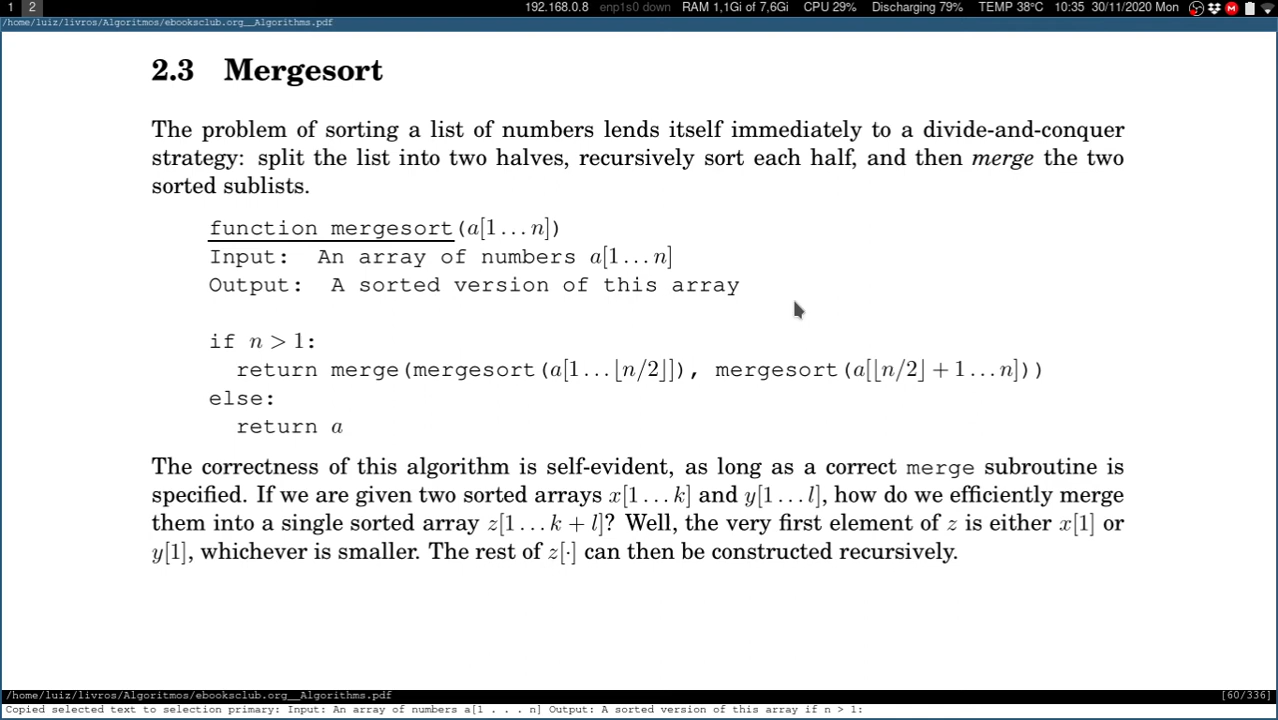 1 2 192.168.0.8 enp1s0 down RAM 1,1Gi of 7,6Gi CPU 29% Discharging 79% TEMP 38°C 10:35 30/11/2020 Mon
/home/luiz/livros/Algoritmos/ebooksclub.org__Algorithms.pdf
2.3 Mergesort
The problem of sorting a list of numbers lends itself immediately to a divide-and-conquer
strategy: split the list into two halves, recursively sort each half, and then merge the two
sorted sublists.
function mergesort(a[1...n])
Input: An array of numbers a[1...n]
Output: A sorted version of this array
if n > 1:
return merge(mergesort(a[1...⌊n/2⌋]), mergesort(a[⌊n/2⌋ + 1...n]))
else:
return a
The correctness of this algorithm is self-evident, as long as a correct merge subroutine is
specified. If we are given two sorted arrays x[1...k] and y[1...l], how do we efficiently merge
them into a single sorted array z[1...k + l]? Well, the very first element of z is either x[1] or
y[1], whichever is smaller. The rest of z[·] can then be constructed recursively.
/home/luiz/livros/Algoritmos/ebooksclub.org__Algorithms.pdf [60/336]
Copied selected text to selection primary: Input: An array of numbers a[1 . . . n] Output: A sorted version of this array if n > 1: